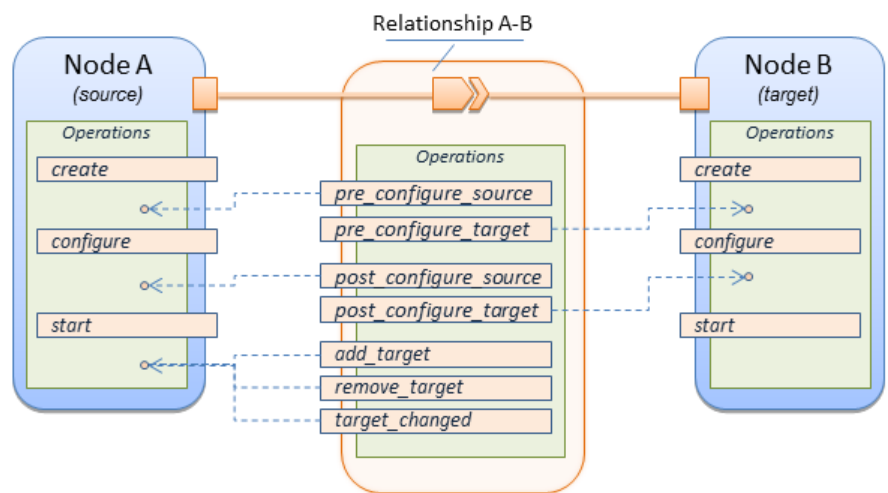 Relationship A-B
Node A
(source)
Operations
create
configure
start
Operations
pre_configure_source
pre_configure_target
post_configure_source
post_configure_target
add_target
remove_target
target_changed
Node B
(target)
Operations
create
configure
start